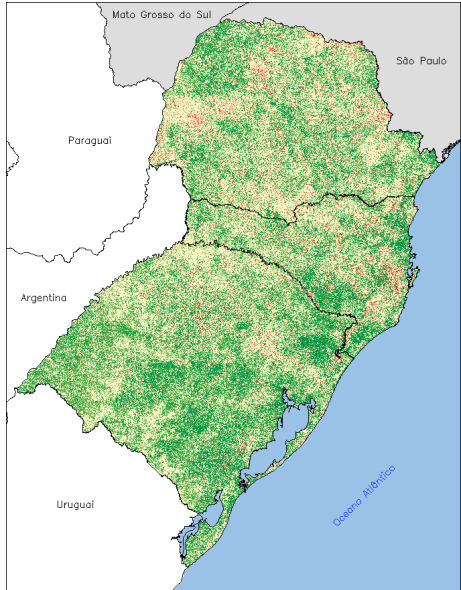 Mato Grosso do Sul
São Paulo
Paraguai
Argentina
Uruguai
Oceano Atlântico